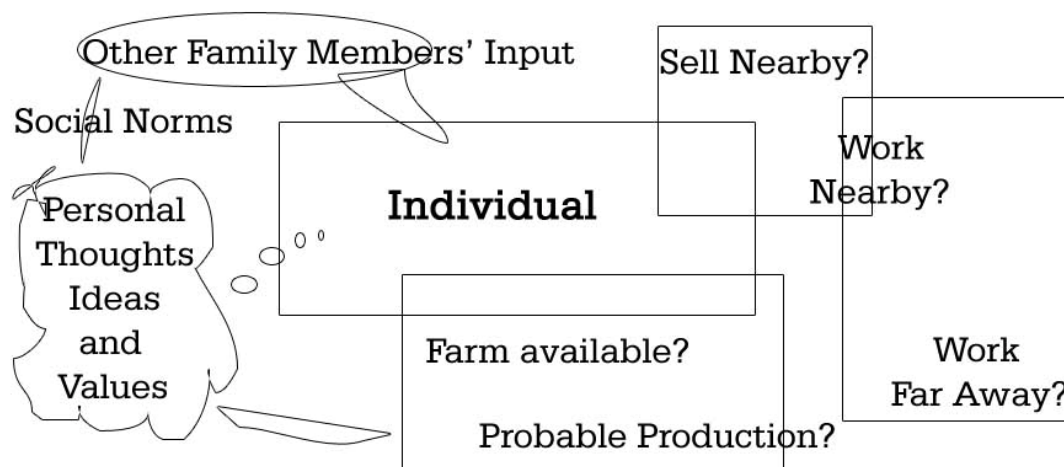 Other Family Members’ Input
Sell Nearby?
Social Norms
Work
Nearby?
Individual
Personal
Thoughts
Ideas
and
Values
Farm available?
Work
Far Away?
Probable Production?